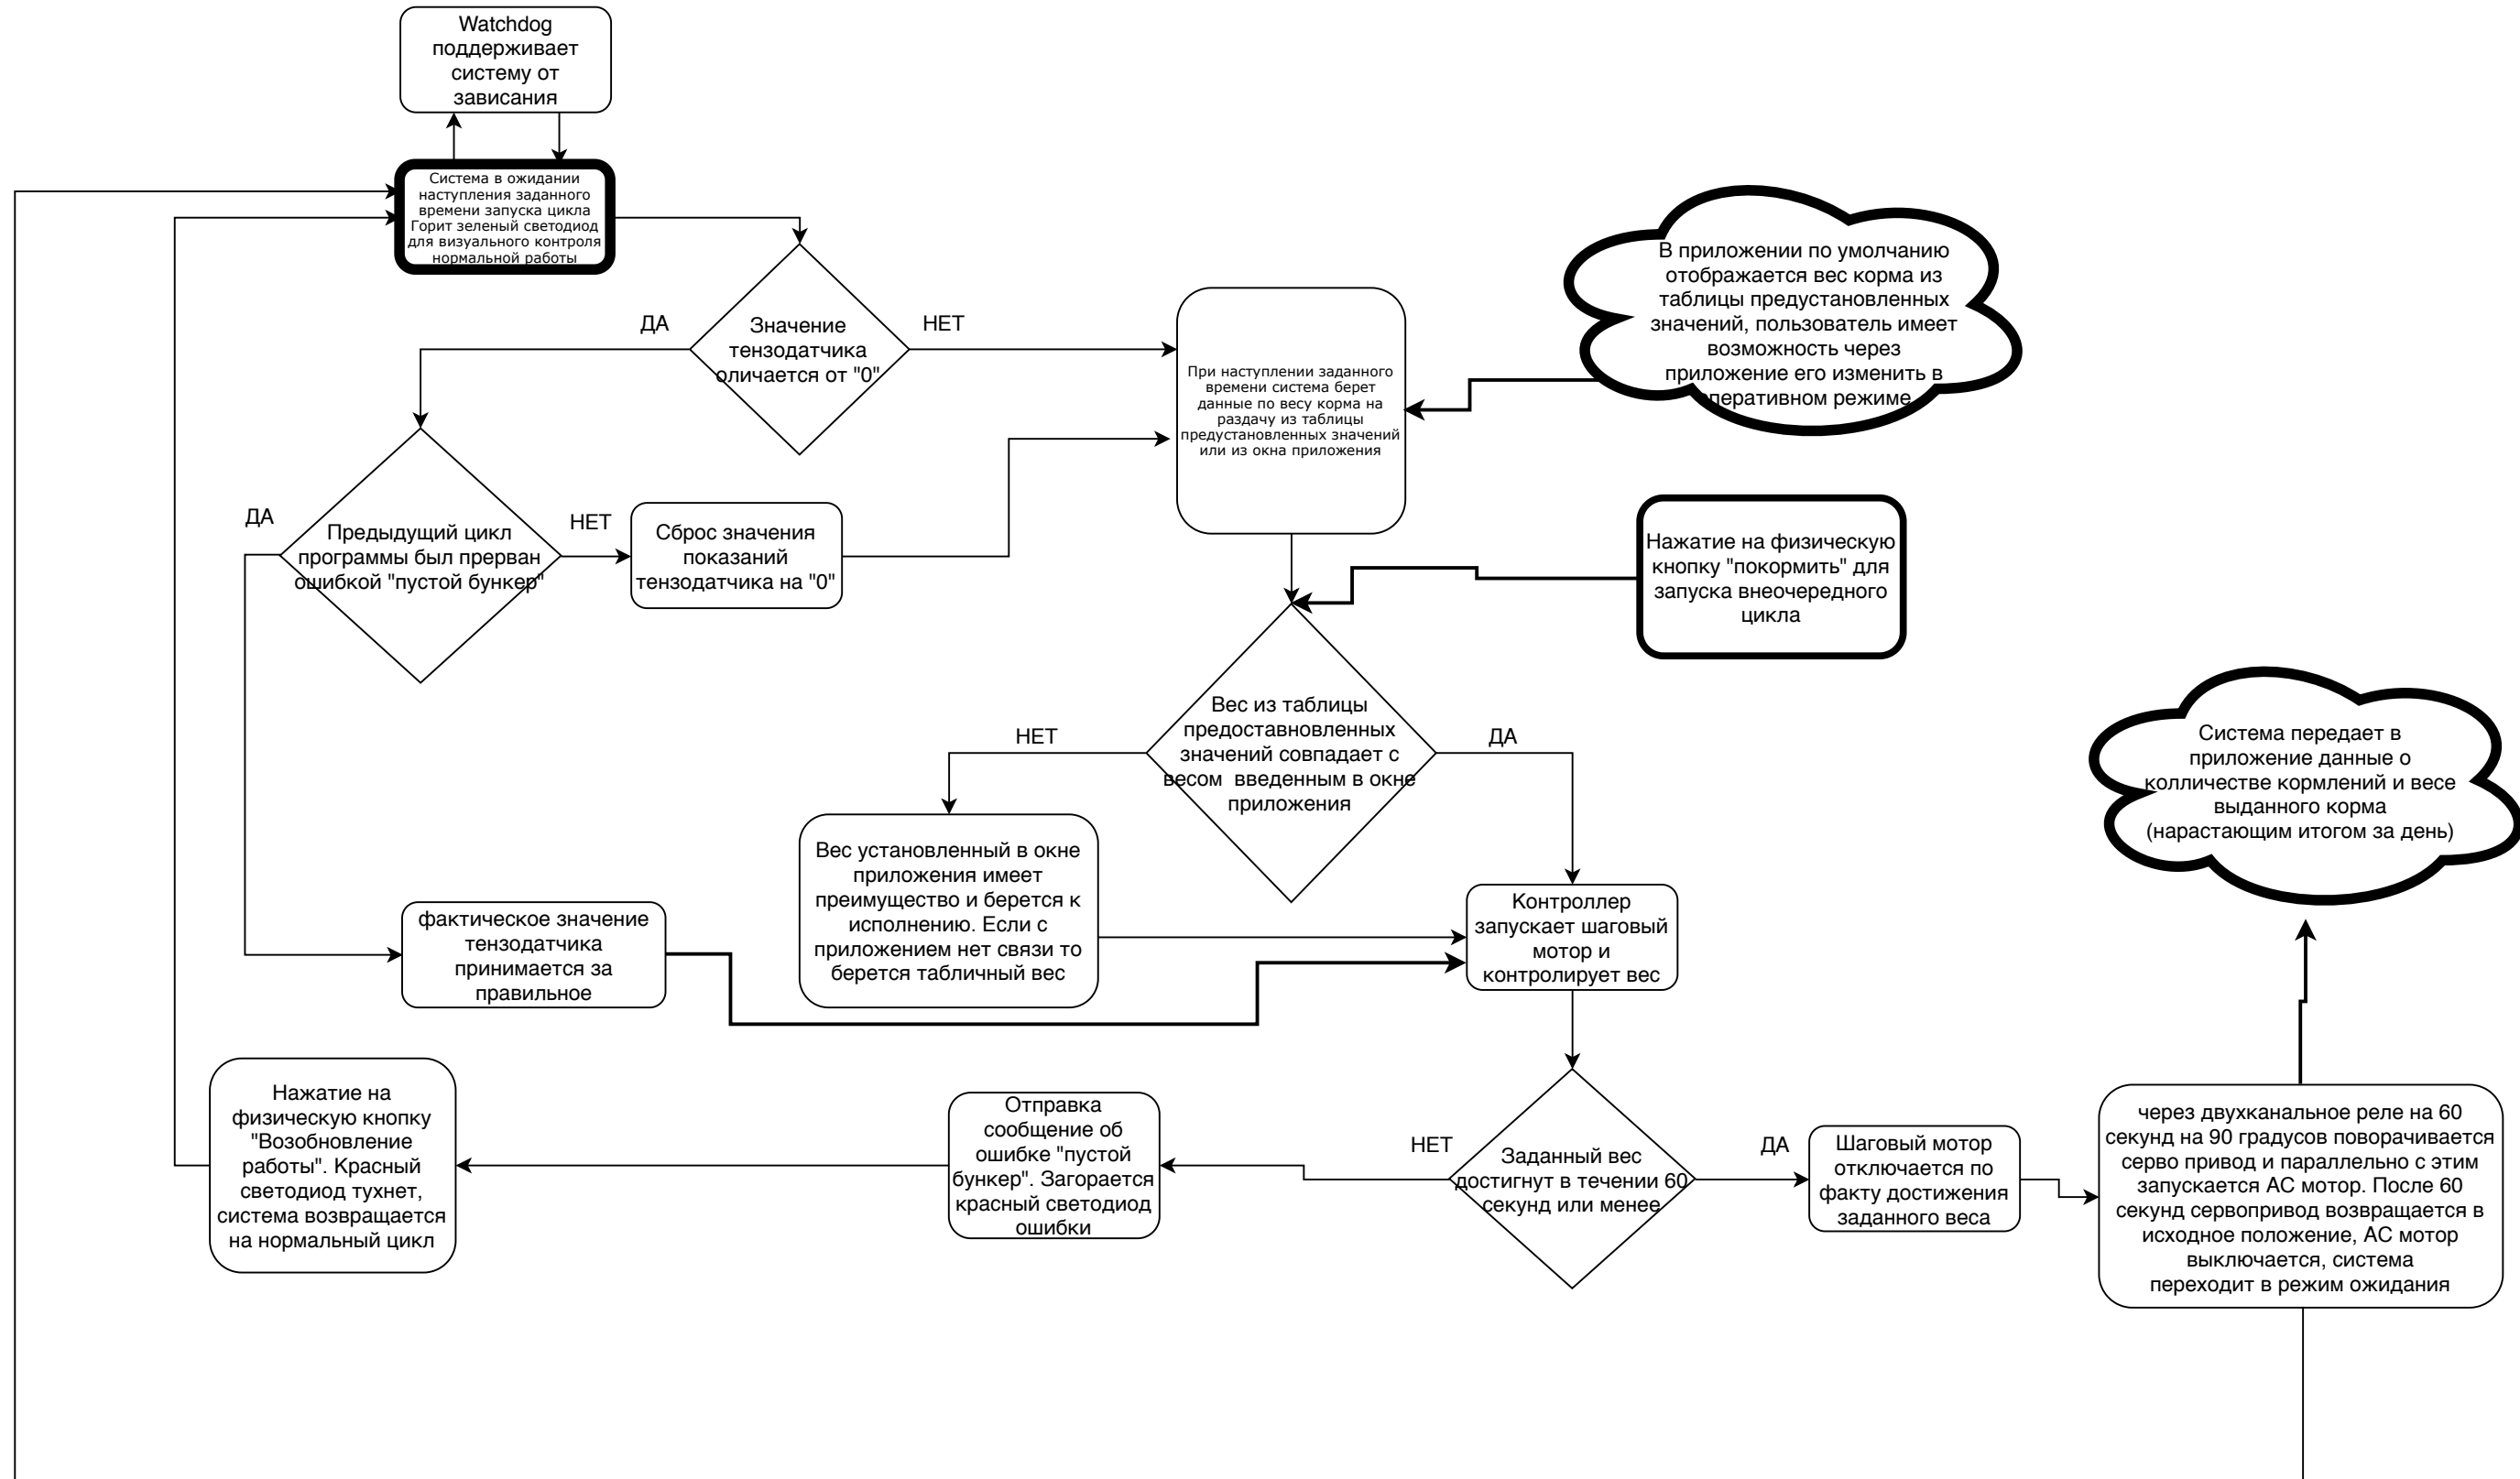 Watchdog
поддерживает
систему от
зависания
Система в ожидании
наступления заданного
времени запуска цикла
Горит зеленый светодиод
для визуального контроля
нормальной работы
В приложении по умолчанию
отображается вес корма из
таблицы предустановленных
значений, пользователь имеет
возможность через
приложение его изменить в
оперативном режиме
ДА
Значение
тензодатчика
оличается от "0"
НЕТ
При наступлении заданного
времени система берет
данные по весу корма на
раздачу из таблицы
предустановленных значений
или из окна приложения
ДА
Предыдущий цикл
программы был прерван
ошибкой "пустой бункер"
НЕТ
Сброс значения
показаний
тензодатчика на "0"
Нажатие на физическую
кнопку "покормить" для
запуска внеочередного
цикла
НЕТ
Вес из таблицы
предоставновленных
значений совпадает с
весом введенным в окне
приложения
ДА
Система передает в
приложение данные о
колличестве кормлений и весе
выданного корма
(нарастающим итогом за день)
фактическое значение
тензодатчика
принимается за
правильное
Вес установленный в окне
приложения имеет
преимущество и берется к
исполнению. Если с
приложением нет связи то
берется табличный вес
Контроллер
запускает шаговый
мотор и
контролирует вес
Нажатие на
физическую кнопку
"Возобновление
работы". Красный
светодиод тухнет,
система возвращается
на нормальный цикл
Отправка
сообщение об
ошибке "пустой
бункер". Загорается
красный светодиод
ошибки
НЕТ
Заданный вес
достигнут в течении 60
секунд или менее
ДА
Шаговый мотор
отключается по
факту достижения
заданного веса
через двухканальное реле на 60
секунд на 90 градусов поворачивается
серво привод и параллельно с этим
запускается АС мотор. После 60
секунд сервопривод возвращается в
исходное положение, АС мотор
выключается, система
переходит в режим ожидания